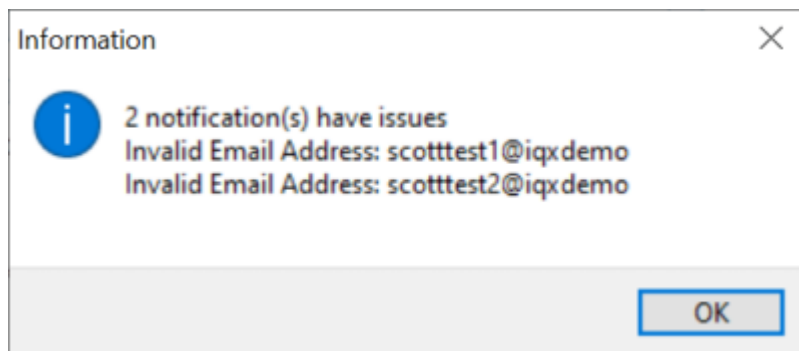 Information
2 notification(s) have issues
Invalid Email Address: scotttest1@iqxdemo
Invalid Email Address: scotttest2@iqxdemo
OK